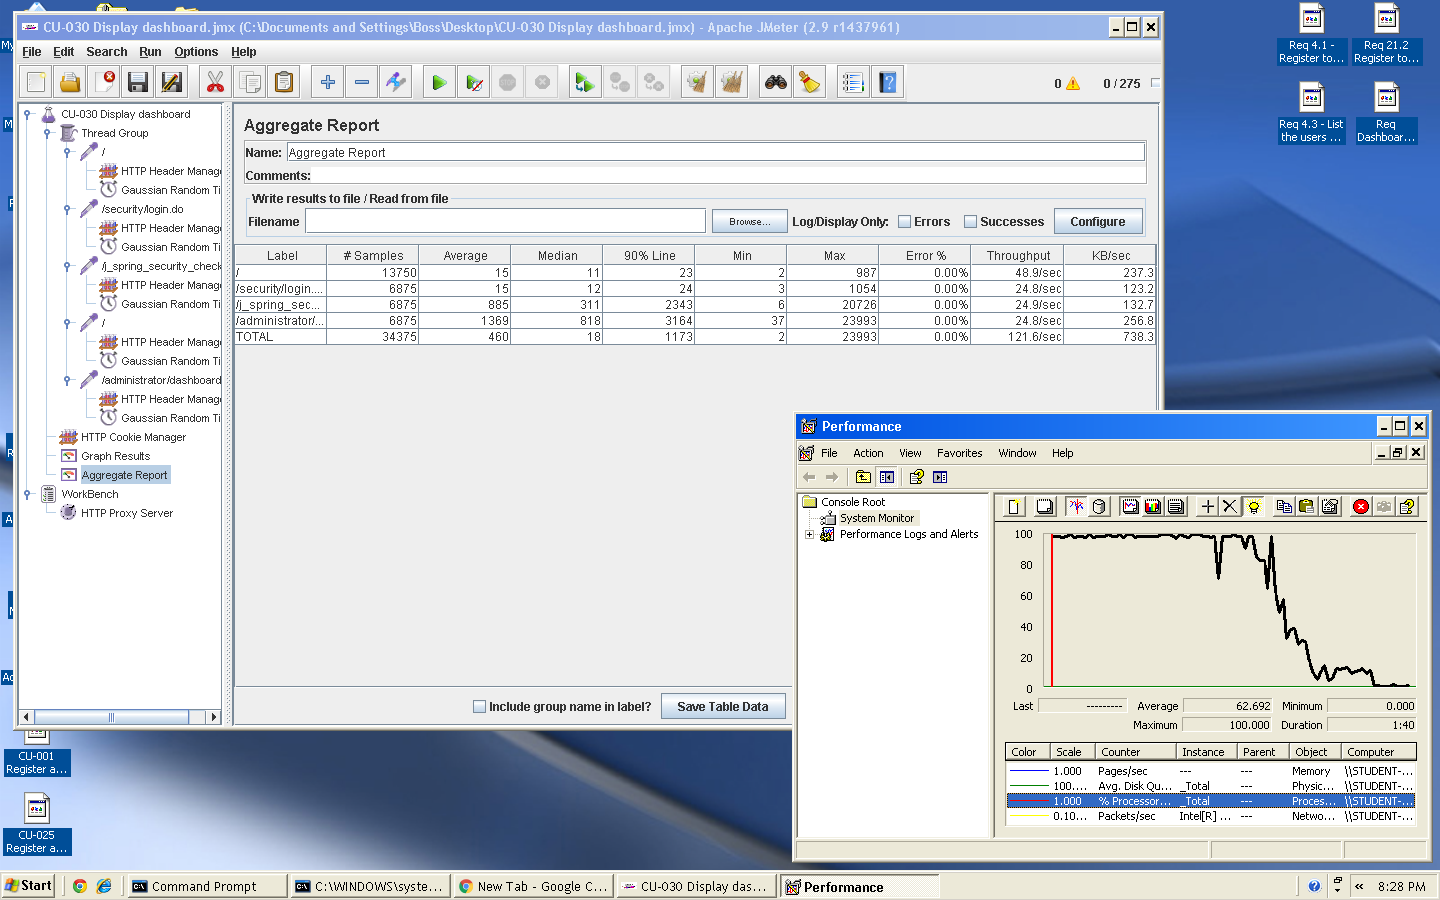 CU-030 Display dashboard.jmx (C:\Documents and Settings\Boss\Desktop\CU-030 Display dashboard.jmx) - Apache JMeter (2.9 r1437961)
File Edit Search Run Options Help
0 0 / 275
CU-030 Display dashboard
Thread Group
/
HTTP Header Manag
Gaussian Random Ti
/security/login.do
HTTP Header Manag
Gaussian Random Ti
/j_spring_security_check
HTTP Header Manag
Gaussian Random Ti
/
HTTP Header Manag
Gaussian Random Ti
/administrator/dashboard
HTTP Header Manag
Gaussian Random Ti
HTTP Cookie Manager
Graph Results
Aggregate Report
WorkBench
HTTP Proxy Server
Aggregate Report
Name: Aggregate Report
Comments:
Write results to file / Read from file
Filename Browse... Log/Display Only: Errors Successes Configure
Label # Samples Average Median 90% Line Min Max Error % Throughput KB/sec
/ 13750 15 11 23 2 987 0.00% 48.9/sec 237.3
/security/login.... 6875 15 12 24 3 1054 0.00% 24.8/sec 123.2
/j_spring_sec... 6875 885 311 2343 6 20726 0.00% 24.9/sec 132.7
/administrator/... 6875 1369 818 3164 37 23993 0.00% 24.8/sec 256.8
TOTAL 34375 460 18 1173 2 23993 0.00% 121.6/sec 738.3
Include group name in label? Save Table Data
Req 4.1 - Register to...
Req 21.2 Register to...
Req 4.3 - List the users ...
Req Dashboar...
Performance
File Action View Favorites Window Help
Console Root
System Monitor
Performance Logs and Alerts
100
80
60
40
20
0
Last --------- Average 62.692 Minimum 0.000
Maximum 100.000 Duration 1:40
Color Scale Counter Instance Parent Object Computer
1.000 Pages/sec --- --- Memory \\STUDENT-...
100.... Avg. Disk Qu... _Total --- Physic... \\STUDENT-...
1.000 % Processor... _Total --- Proces... \\STUDENT-...
0.10... Packets/sec Intel[R] ... --- Netwo... \\STUDENT-...
CU-001
Register a...
CU-025
Register a...
Start Command Prompt C:\WINDOWS\syste... New Tab - Google C... CU-030 Display das... Performance 8:28 PM